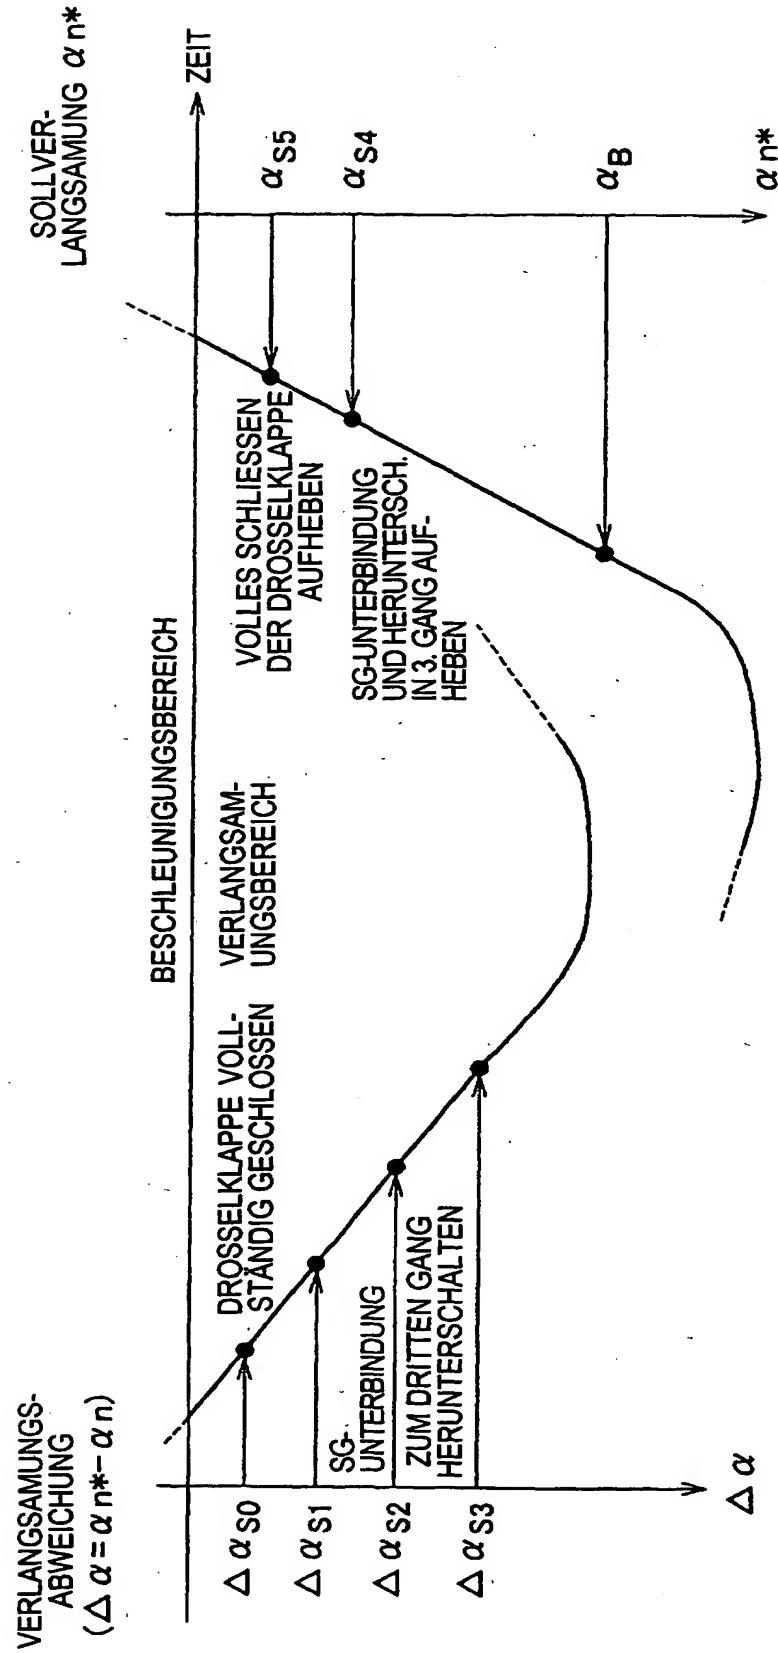 VERLANGSAMUNGS-
ABWEICHUNG
(Δα=αn*−αn)
SOLLVER-
LANGSAMUNG αn*
ZEIT
BESCHLEUNIGUNGSBEREICH
VERLANGSAM-
UNGSBEREICH
ΔαS0
ΔαS1
ΔαS2
ΔαS3
Δα
DROSSELKLAPPE VOLL-
STÄNDIG GESCHLOSSEN
SG-
UNTERBINDUNG
ZUM DRITTEN GANG
HERUNTERSCHALTEN
VOLLES SCHLIESSEN
DER DROSSELKLAPPE
AUFHEBEN
SG-UNTERBINDUNG
UND HERUNTERSCH.
IN 3. GANG AUF-
HEBEN
αS5
αS4
αB
αn*